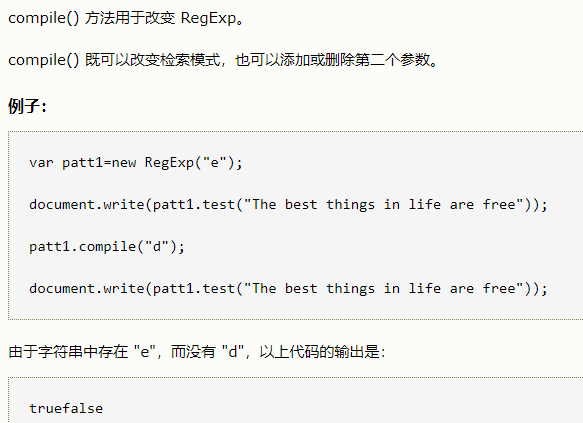 compile() 方法用于改变 RegExp。
compile() 既可以改变检索模式，也可以添加或删除第二个参数。
例子：
var patt1=new RegExp("e");
document.write(patt1.test("The best things in life are free"));
patt1.compile("d");
document.write(patt1.test("The best things in life are free"));
由于字符串中存在 "e"，而没有 "d"，以上代码的输出是：
truefalse